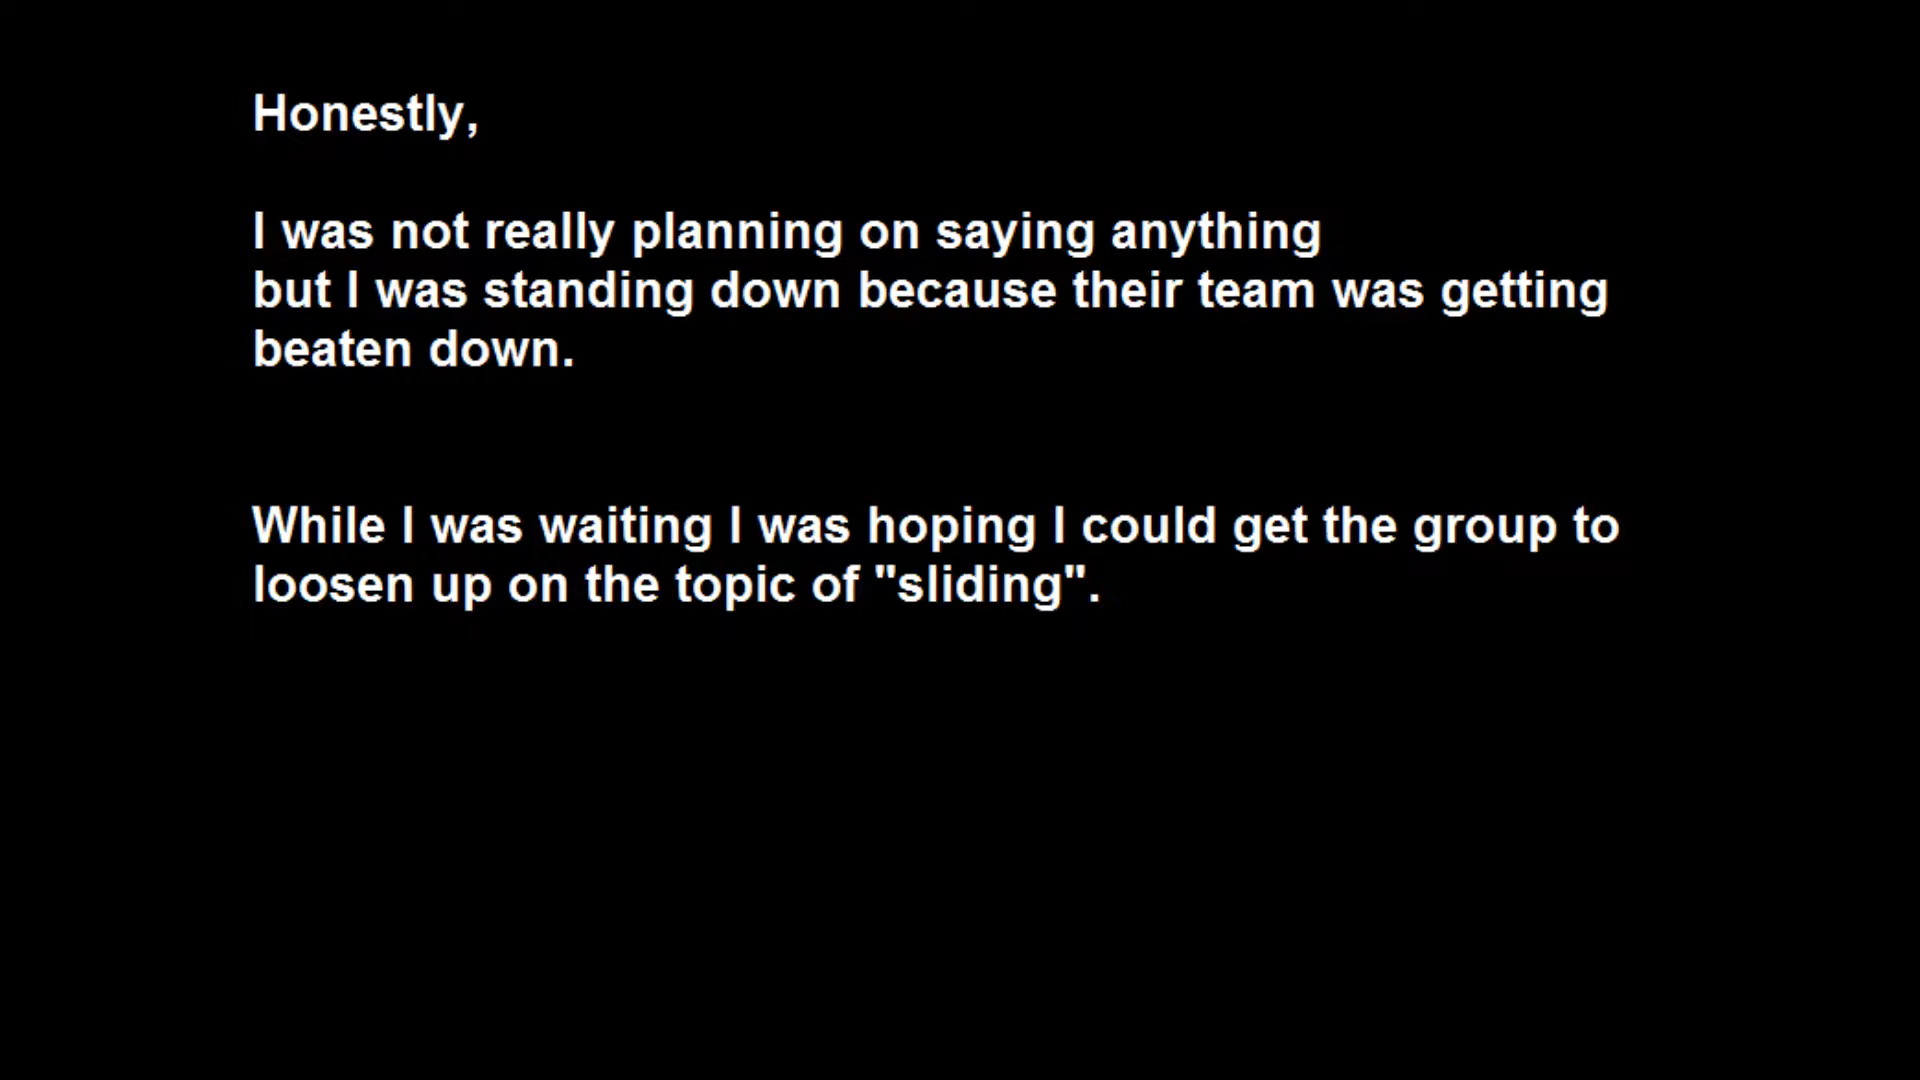 Honestly,
I was not really planning on saying anything
but I was standing down because their team was getting
beaten down.
While I was waiting I was hoping I could get the group to
loosen up on the topic of "sliding".